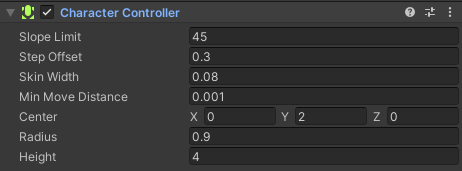 Character Controller
Slope Limit 45
Step Offset 0.3
Skin Width 0.08
Min Move Distance 0.001
Center X 0 Y 2 Z 0
Radius 0.9
Height 4